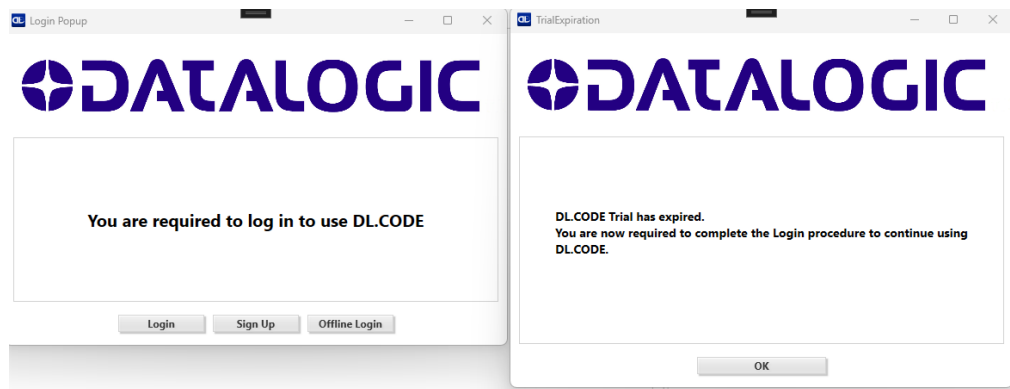 Login Popup
DATALOGIC
You are required to log in to use DL.CODE
Login Sign Up Offline Login
TrialExpiration
DATALOGIC
DL.CODE Trial has expired.
You are now required to complete the Login procedure to continue using
DL.CODE.
OK